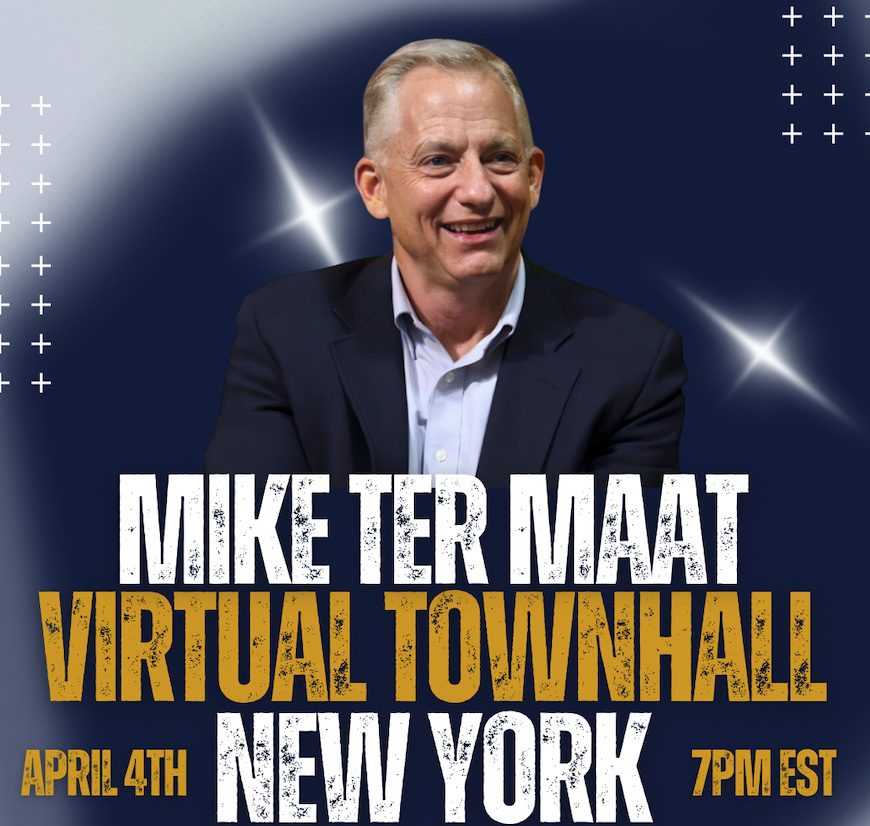 MIKE TER MAAT
VIRTUAL TOWNHALL
NEW YORK
APRIL 4TH
7PM EST